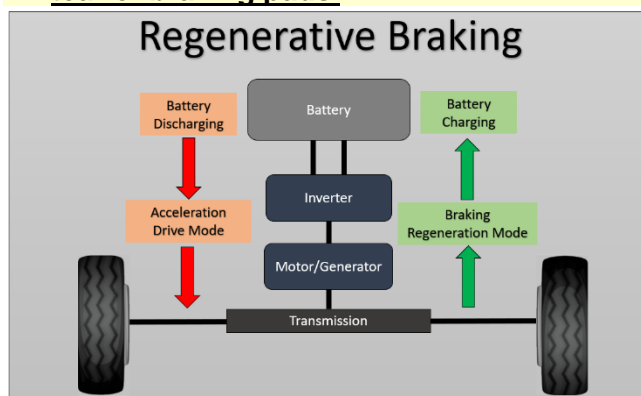 Regenerative Braking
Battery
Discharging
Battery
Battery
Charging
Inverter
Acceleration
Drive Mode
Braking
Regeneration Mode
Motor/Generator
Transmission